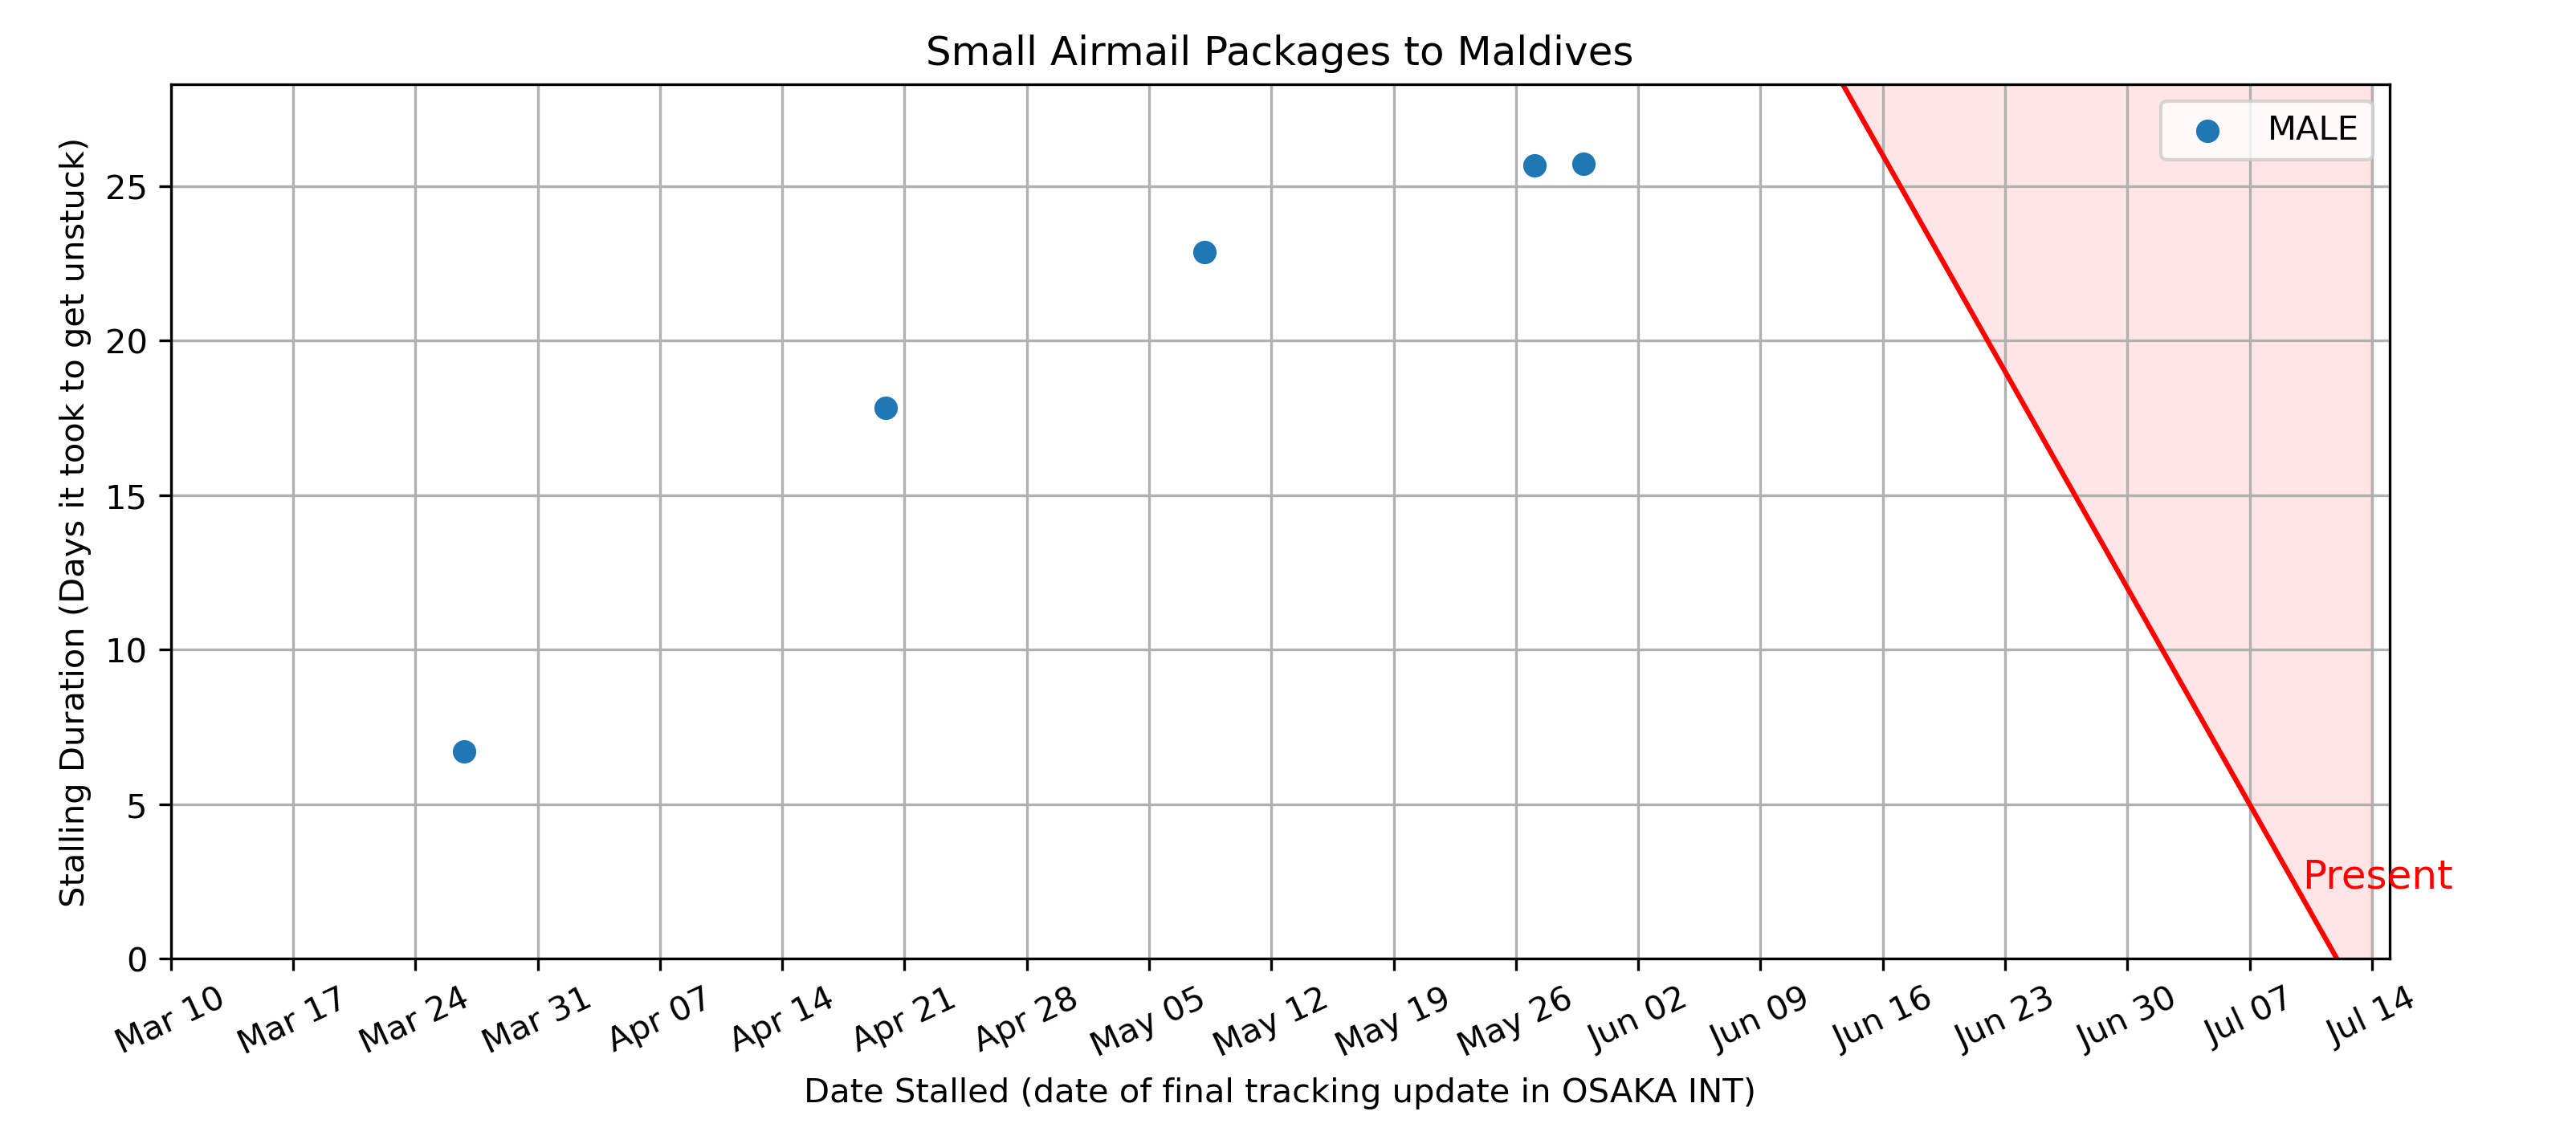 Small Airmail Packages to Maldives
MALE
Stalling Duration (Days it took to get unstuck)
25
20
15
10
5
0
Present
Mar 10
Mar 17
Mar 24
Mar 31
Apr 07
Apr 14
Apr 21
Apr 28
May 05
May 12
May 19
May 26
Jun 02
Jun 09
Jun 16
Jun 23
Jun 30
Jul 07
Jul 14
Date Stalled (date of final tracking update in OSAKA INT)